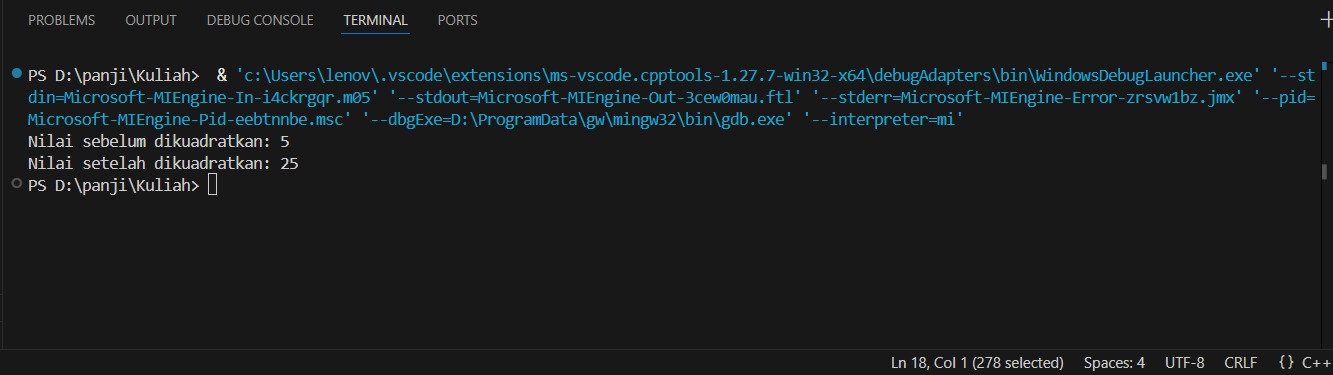 PROBLEMS OUTPUT DEBUG CONSOLE TERMINAL PORTS
PS D:\panji\Kuliah>  & 'c:\Users\lenov\.vscode\extensions\ms-vscode.cpptools-1.27.7-win32-x64\debugAdapters\bin\WindowsDebugLauncher.exe' '--st
din=Microsoft-MIEngine-In-i4ckrgqr.m05' '--stdout=Microsoft-MIEngine-Out-3cew0mau.ftl' '--stderr=Microsoft-MIEngine-Error-zrsvw1bz.jmx' '--pid=
Microsoft-MIEngine-Pid-eebtnnbe.msc' '--dbgExe=D:\ProgramData\gw\mingw32\bin\gdb.exe' '--interpreter=mi'
Nilai sebelum dikuadratkan: 5
Nilai setelah dikuadratkan: 25
PS D:\panji\Kuliah>
Ln 18, Col 1 (278 selected) Spaces: 4 UTF-8 CRLF {} C++